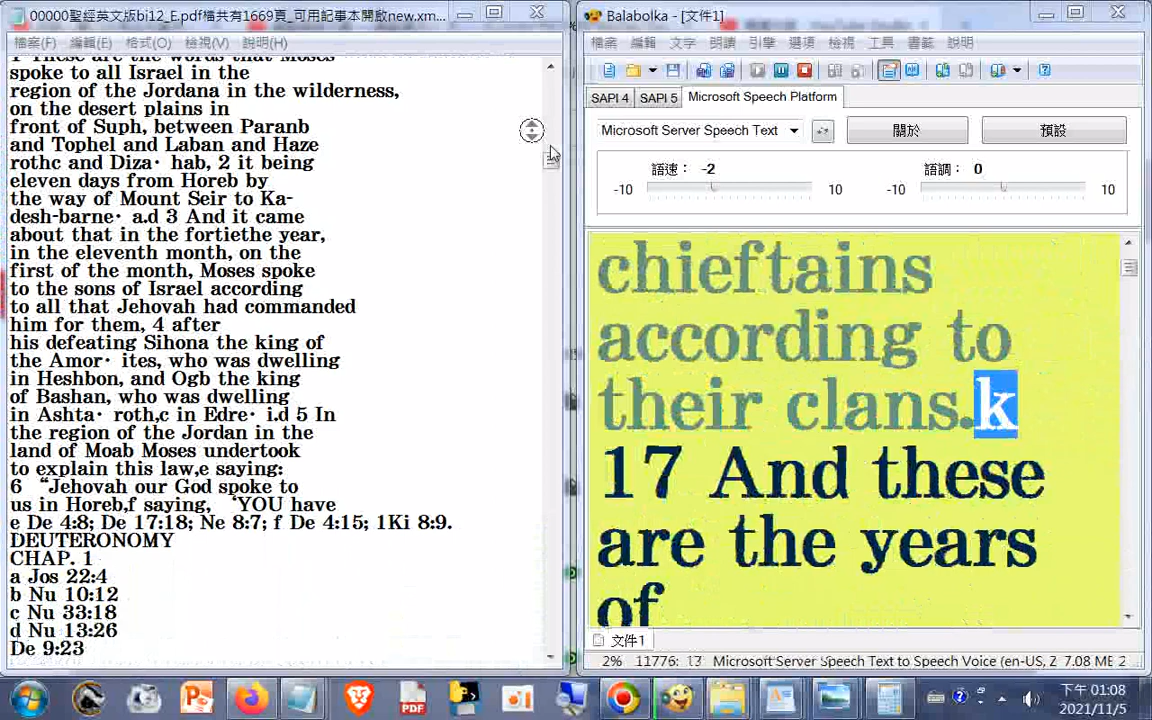 00000聖經英文版bi12_E.pdf檔共有1669頁_可用記事本開啟new.xm...
檔案(F) 編輯(E) 格式(O) 檢視(V) 說明(H)
1 These are the words that Moses
spoke to all Israel in the
region of the Jordana in the wilderness,
on the desert plains in
front of Suph, between Paranb
and Tophel and Laban and Haze
rothc and Diza· hab, 2 it being
eleven days from Horeb by
the way of Mount Seir to Ka-
desh-barne· a.d 3 And it came
about that in the fortiethe year,
in the eleventh month, on the
first of the month, Moses spoke
to the sons of Israel according
to all that Jehovah had commanded
him for them, 4 after
his defeating Sihona the king of
the Amor· ites, who was dwelling
in Heshbon, and Ogb the king
of Bashan, who was dwelling
in Ashta· roth,c in Edre· i.d 5 In
the region of the Jordan in the
land of Moab Moses undertook
to explain this law,e saying:
6 “Jehovah our God spoke to
us in Horeb,f saying, ‘YOU have
e De 4:8; De 17:18; Ne 8:7; f De 4:15; 1Ki 8:9.
DEUTERONOMY
CHAP. 1
a Jos 22:4
b Nu 10:12
c Nu 33:18
d Nu 13:26
De 9:23
Balabolka - [文件1]
檔案 編輯 文字 朗讀 引擎 選項 檢視 工具 書籤 說明
SAPI 4 SAPI 5 Microsoft Speech Platform
Microsoft Server Speech Text 關於 預設
語速: -2 語調: 0
-10 10 -10 10
chieftains
according to
their clans.k
17 And these
are the years
of
文件1
2% 11776: 13 Microsoft Server Speech Text to Speech Voice (en-US, Z 7.08 MB 2
下午 01:08
2021/11/5